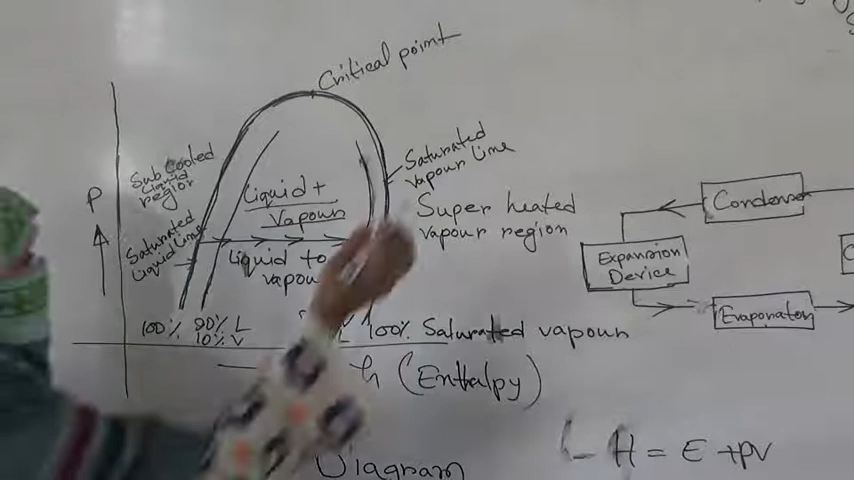 Critical point
Sub cooled
Liquid
region
Saturated
vapour line
P
Liquid +
Vapour
Super heated
vapour region
Saturated
Liquid Line
Liquid to
vapou
Condenser
Expansion
Device
Evaporator
100% 90% L
10% V
L 100% Saturated vapour
h (Enthalpy)
Diagram
H = E + PV